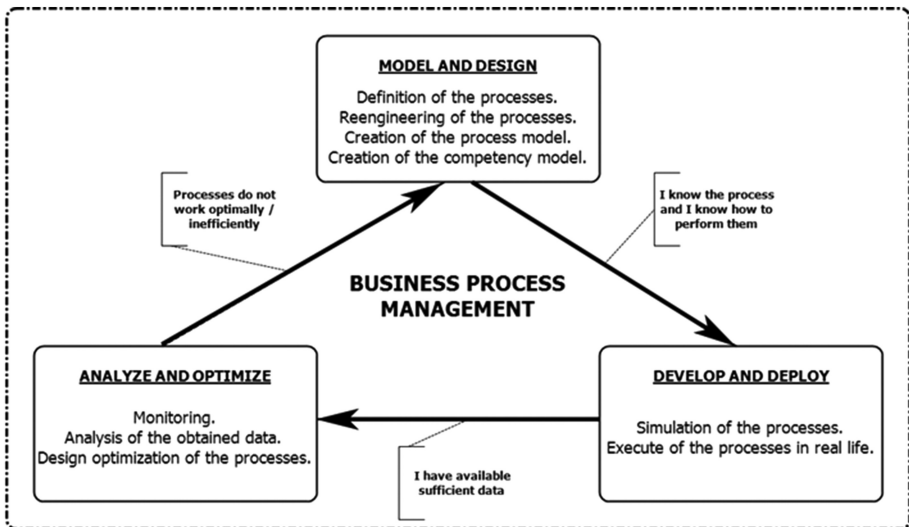 MODEL AND DESIGN
Definition of the processes.
Reengineering of the processes.
Creation of the process model.
Creation of the competency model.
Processes do not
work optimally /
inefficiently
I know the process
and I know how to
perform them
BUSINESS PROCESS
MANAGEMENT
ANALYZE AND OPTIMIZE
Monitoring.
Analysis of the obtained data.
Design optimization of the processes.
DEVELOP AND DEPLOY
Simulation of the processes.
Execute of the processes in real life.
I have available
sufficient data